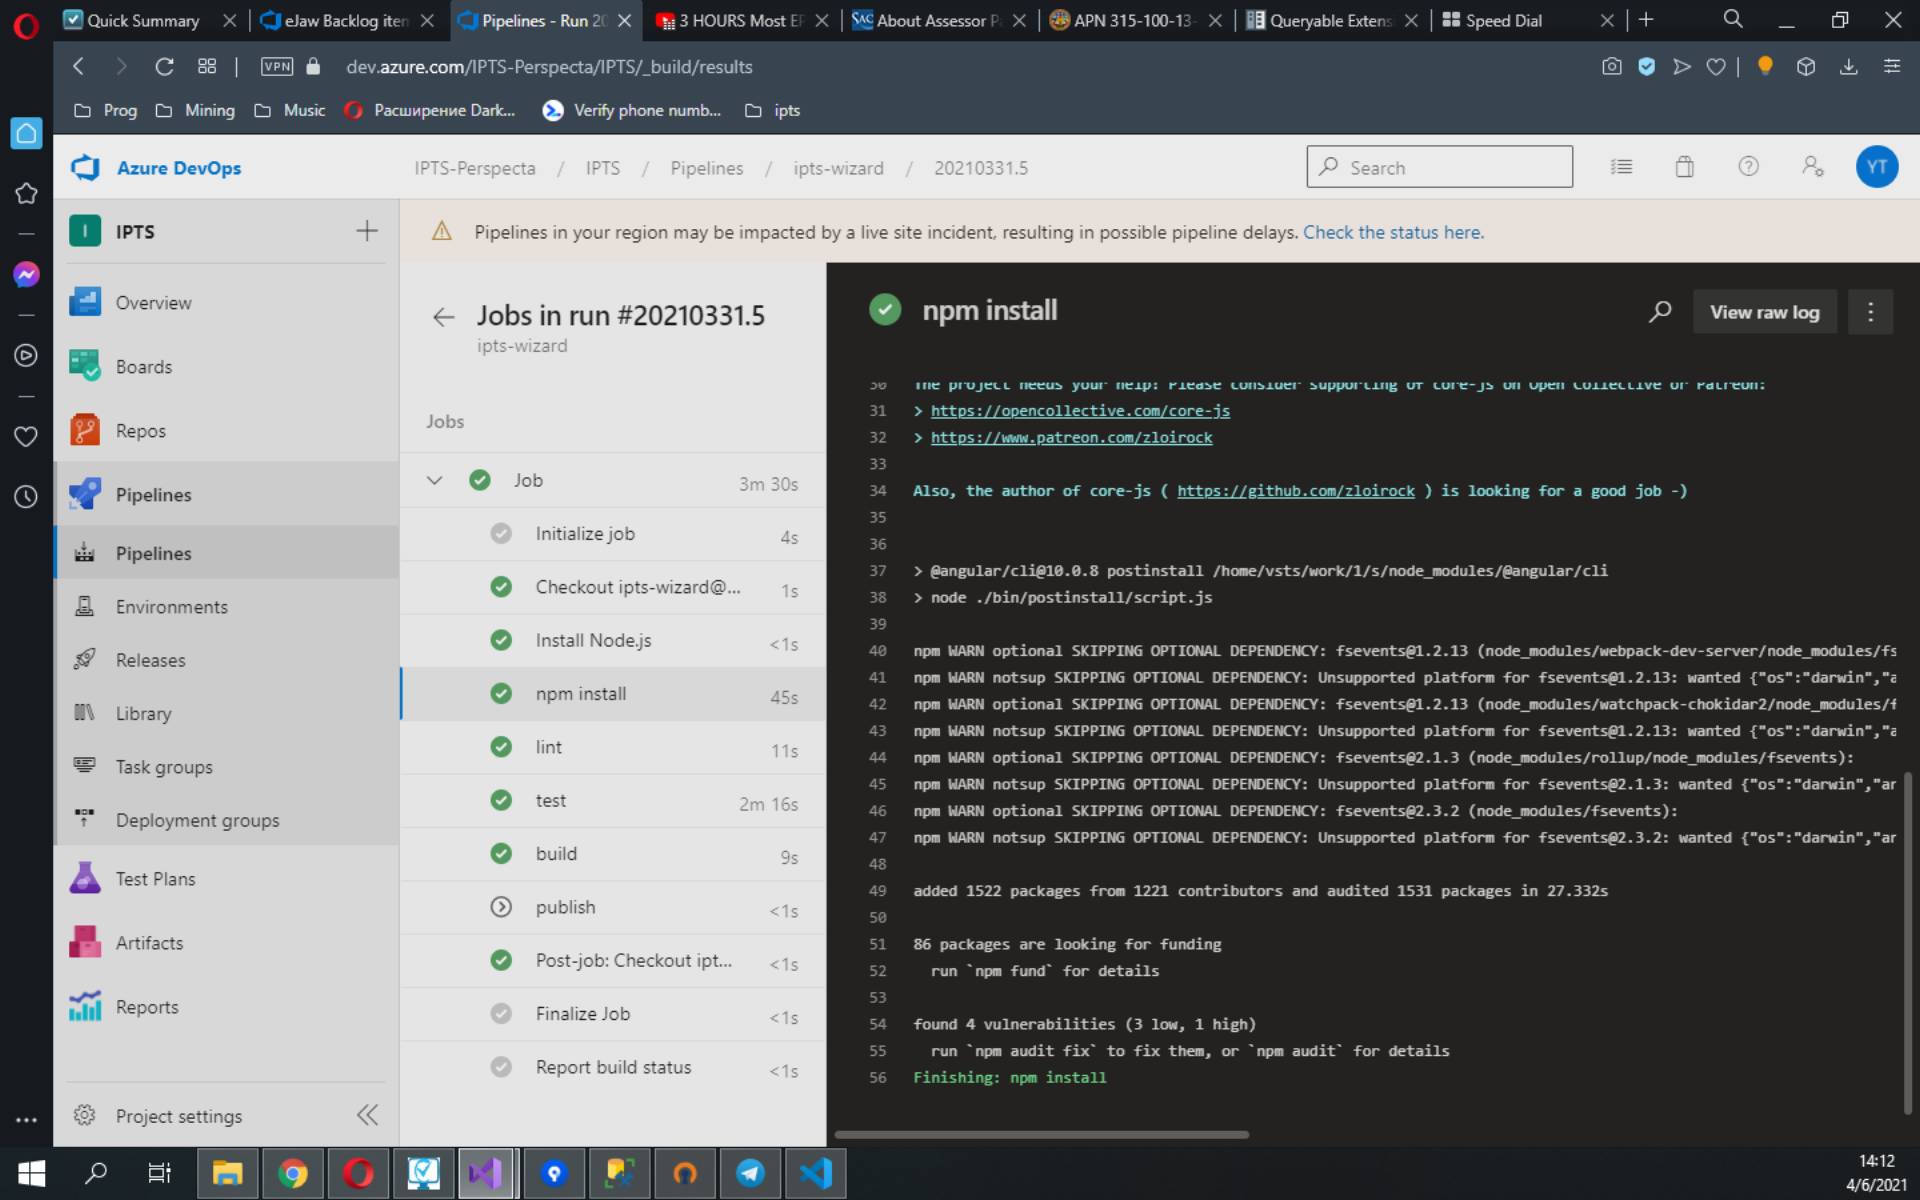 Quick Summary
eJaw Backlog iten
Pipelines - Run 20
3 HOURS Most EP
About Assessor Pa
APN 315-100-13-
Queryable Extens
Speed Dial
VPN
dev.azure.com/IPTS-Perspecta/IPTS/_build/results
Prog
Mining
Music
Расширение Dark...
Verify phone numb...
ipts
Azure DevOps
IPTS-Perspecta / IPTS / Pipelines / ipts-wizard / 20210331.5
Search
YT
I IPTS
Pipelines in your region may be impacted by a live site incident, resulting in possible pipeline delays. Check the status here.
Overview
Boards
Repos
Pipelines
Pipelines
Environments
Releases
Library
Task groups
Deployment groups
Test Plans
Artifacts
Reports
Project settings
Jobs in run #20210331.5
ipts-wizard
Jobs
Job 3m 30s
Initialize job 4s
Checkout ipts-wizard@... 1s
Install Node.js <1s
npm install 45s
lint 11s
test 2m 16s
build 9s
publish <1s
Post-job: Checkout ipt... <1s
Finalize Job <1s
Report build status <1s
npm install
View raw log
30 The project needs your help! Please consider supporting of core-js on Open Collective or Patreon:
31 > https://opencollective.com/core-js
32 > https://www.patreon.com/zloirock
33
34 Also, the author of core-js ( https://github.com/zloirock ) is looking for a good job -)
35
36
37 > @angular/cli@10.0.8 postinstall /home/vsts/work/1/s/node_modules/@angular/cli
38 > node ./bin/postinstall/script.js
39
40 npm WARN optional SKIPPING OPTIONAL DEPENDENCY: fsevents@1.2.13 (node_modules/webpack-dev-server/node_modules/fs
41 npm WARN notsup SKIPPING OPTIONAL DEPENDENCY: Unsupported platform for fsevents@1.2.13: wanted {"os":"darwin","a
42 npm WARN optional SKIPPING OPTIONAL DEPENDENCY: fsevents@1.2.13 (node_modules/watchpack-chokidar2/node_modules/f
43 npm WARN notsup SKIPPING OPTIONAL DEPENDENCY: Unsupported platform for fsevents@1.2.13: wanted {"os":"darwin","a
44 npm WARN optional SKIPPING OPTIONAL DEPENDENCY: fsevents@2.1.3 (node_modules/rollup/node_modules/fsevents):
45 npm WARN notsup SKIPPING OPTIONAL DEPENDENCY: Unsupported platform for fsevents@2.1.3: wanted {"os":"darwin","ar
46 npm WARN optional SKIPPING OPTIONAL DEPENDENCY: fsevents@2.3.2 (node_modules/fsevents):
47 npm WARN notsup SKIPPING OPTIONAL DEPENDENCY: Unsupported platform for fsevents@2.3.2: wanted {"os":"darwin","ar
48
49 added 1522 packages from 1221 contributors and audited 1531 packages in 27.332s
50
51 86 packages are looking for funding
52 run `npm fund` for details
53
54 found 4 vulnerabilities (3 low, 1 high)
55 run `npm audit fix` to fix them, or `npm audit` for details
56 Finishing: npm install
14:12
4/6/2021